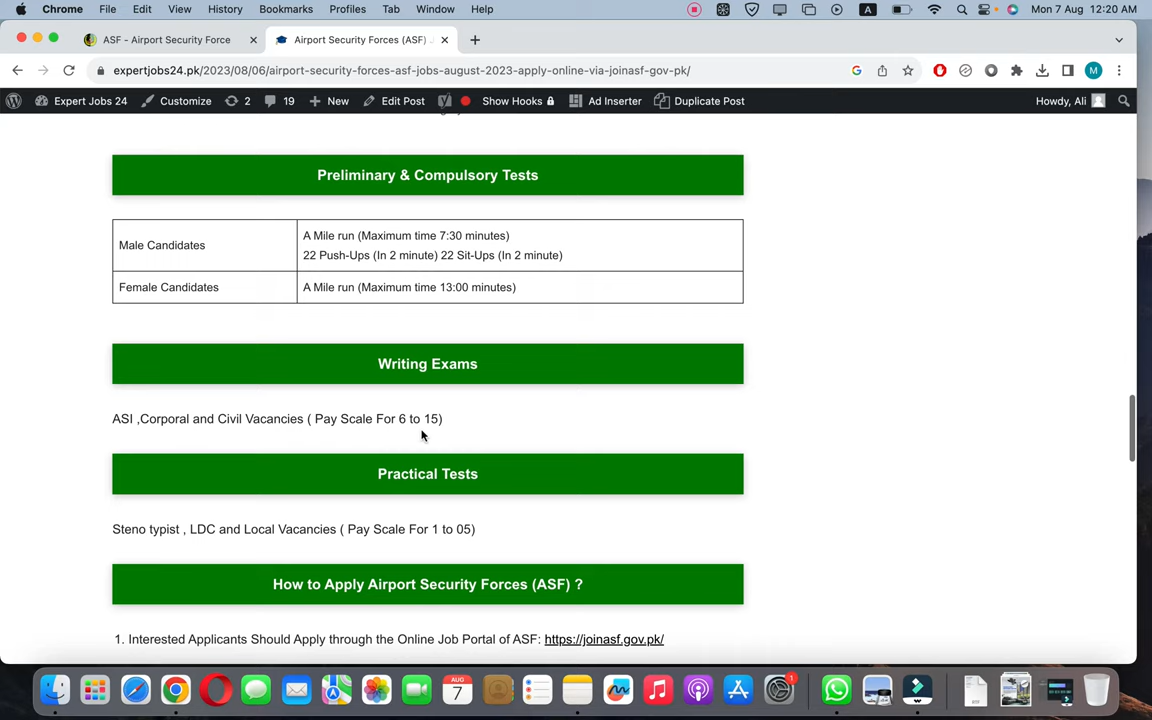 Chrome File Edit View History Bookmarks Profiles Tab Window Help A Mon 7 Aug 12:20 AM
ASF - Airport Security Force
Airport Security Forces (ASF)
expertjobs24.pk/2023/08/06/airport-security-forces-asf-jobs-august-2023-apply-online-via-joinasf-gov-pk/ M
Expert Jobs 24 Customize 2 19 New Edit Post Show Hooks Ad Inserter Duplicate Post Howdy, Ali
Preliminary & Compulsory Tests
Male Candidates
A Mile run (Maximum time 7:30 minutes)
22 Push-Ups (In 2 minute) 22 Sit-Ups (In 2 minute)
Female Candidates
A Mile run (Maximum time 13:00 minutes)
Writing Exams
ASI ,Corporal and Civil Vacancies ( Pay Scale For 6 to 15)
Practical Tests
Steno typist , LDC and Local Vacancies ( Pay Scale For 1 to 05)
How to Apply Airport Security Forces (ASF) ?
1. Interested Applicants Should Apply through the Online Job Portal of ASF: https://joinasf.gov.pk/
AUG
7
1